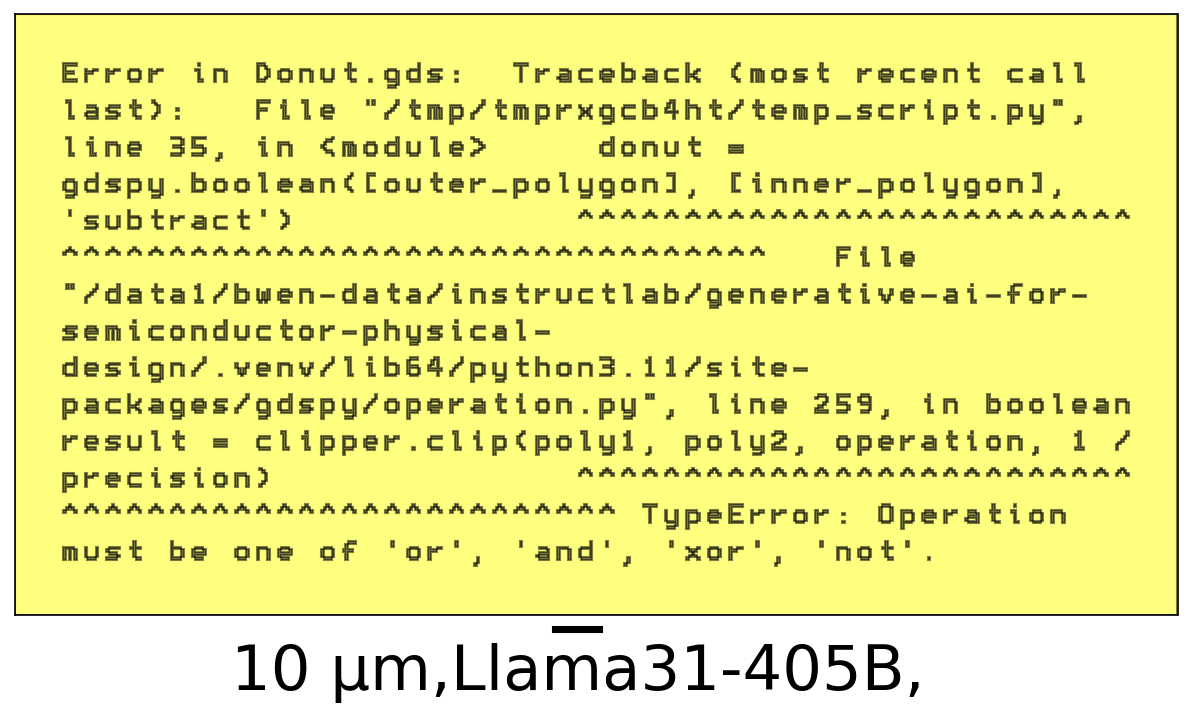 Error in Donut.gds:  Traceback (most recent call
last):   File "/tmp/tmprxgcb4ht/temp_script.py",
line 35, in <module>     donut =
gdspy.boolean([outer_polygon], [inner_polygon],
'subtract')             ^^^^^^^^^^^^^^^^^^^^^^^^^^
^^^^^^^^^^^^^^^^^^^^^^^^^^^^^^^^^   File
"/data1/bwen-data/instructlab/generative-ai-for-
semiconductor-physical-
design/.venv/lib64/python3.11/site-
packages/gdspy/operation.py", line 259, in boolean
result = clipper.clip(poly1, poly2, operation, 1 /
precision)              ^^^^^^^^^^^^^^^^^^^^^^^^^^
^^^^^^^^^^^^^^^^^^^^^^^^^^ TypeError: Operation
must be one of 'or', 'and', 'xor', 'not'.
10 µm,Llama31-405B,